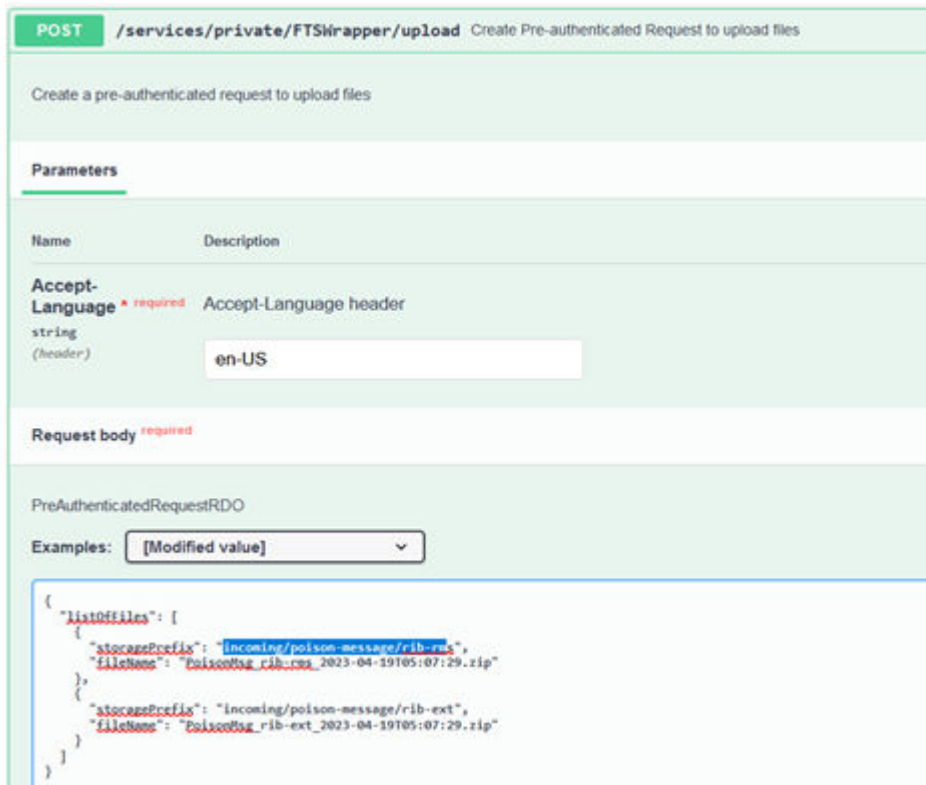 POST /services/private/FTSWrapper/upload Create Pre-authenticated Request to upload files
Create a pre-authenticated request to upload files
Parameters
Name Description
Accept-
Language * required Accept-Language header
string
(header)
en-US
Request body required
PreAuthenticatedRequestRDO
Examples: [Modified value]
{
"listOfFiles": [
{
"storagePrefix": "incoming/poison-message/rib-rms",
"fileName": "PoisonMsg_rib-rms_2023-04-19T05:07:29.zip"
},
{
"storagePrefix": "incoming/poison-message/rib-ext",
"fileName": "PoisonMsg_rib-ext_2023-04-19T05:07:29.zip"
}
]
}